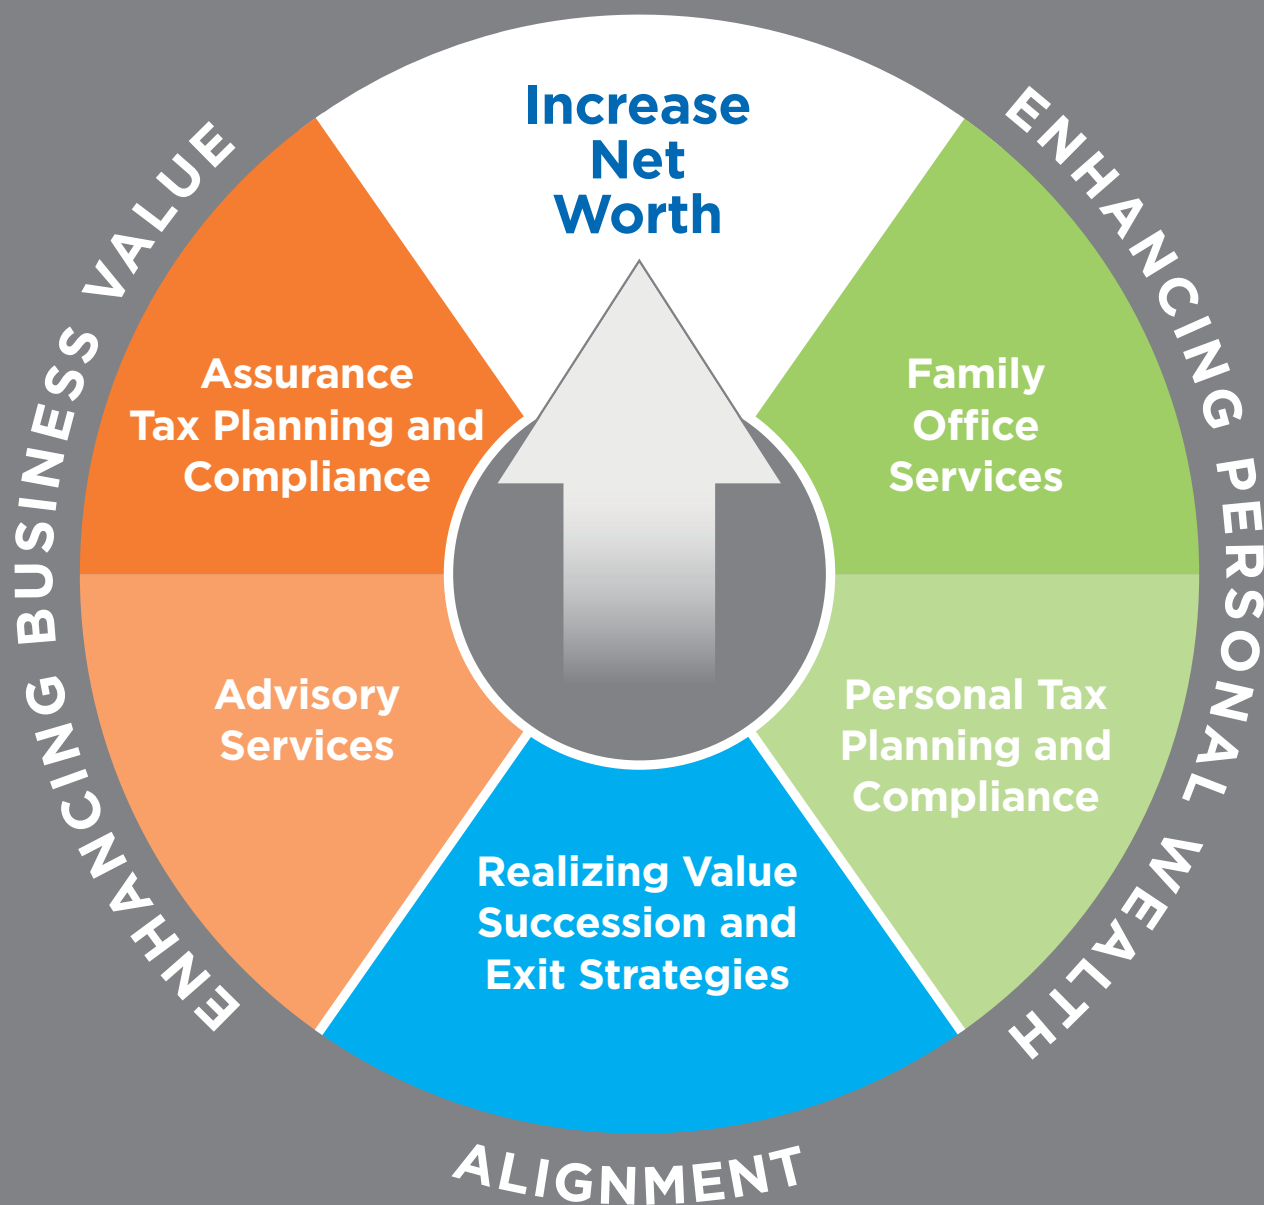 Increase
Net
Worth
ENHANCING BUSINESS VALUE
ENHANCING PERSONAL WEALTH
Assurance
Tax Planning and
Compliance
Family
Office
Services
Advisory
Services
Personal Tax
Planning and
Compliance
Realizing Value
Succession and
Exit Strategies
ALIGNMENT